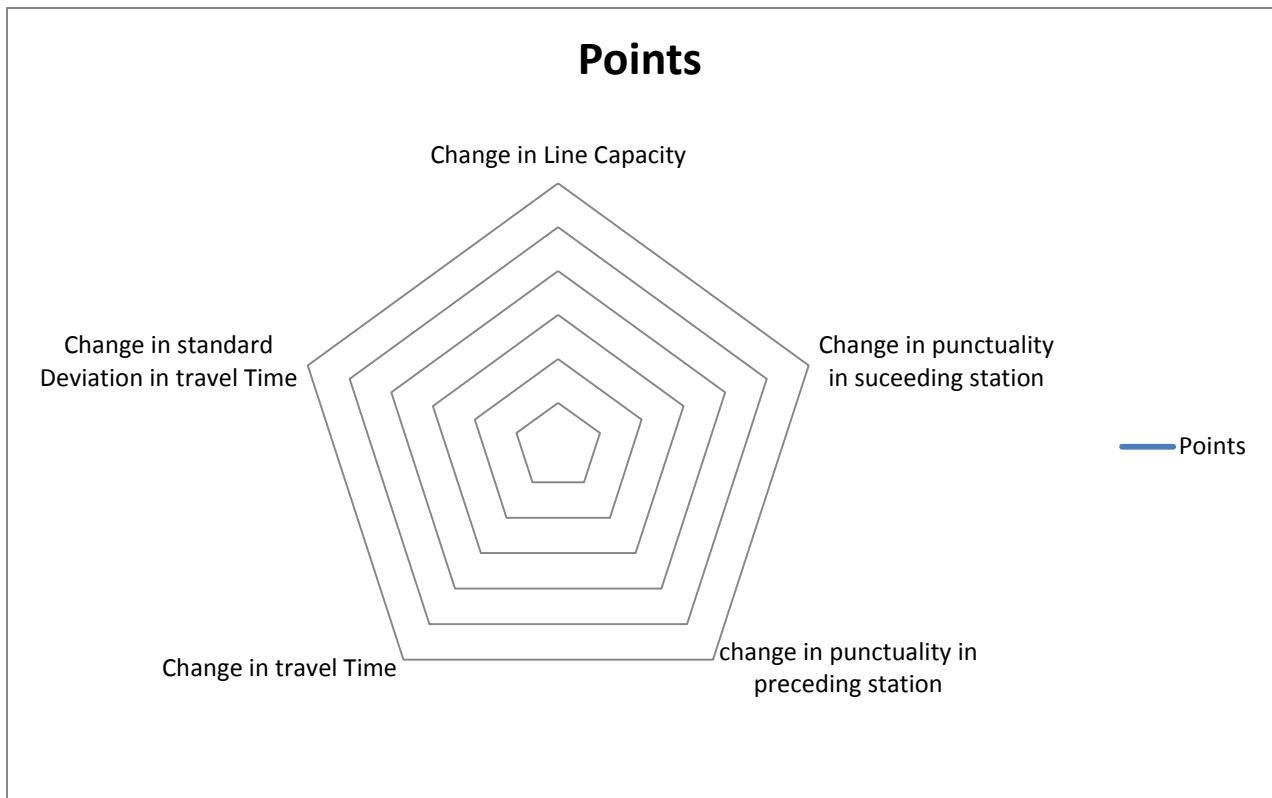 Points
Change in Line Capacity
Change in standard
Deviation in travel Time
Change in punctuality
in suceeding station
Points
Change in travel Time
change in punctuality in
preceding station